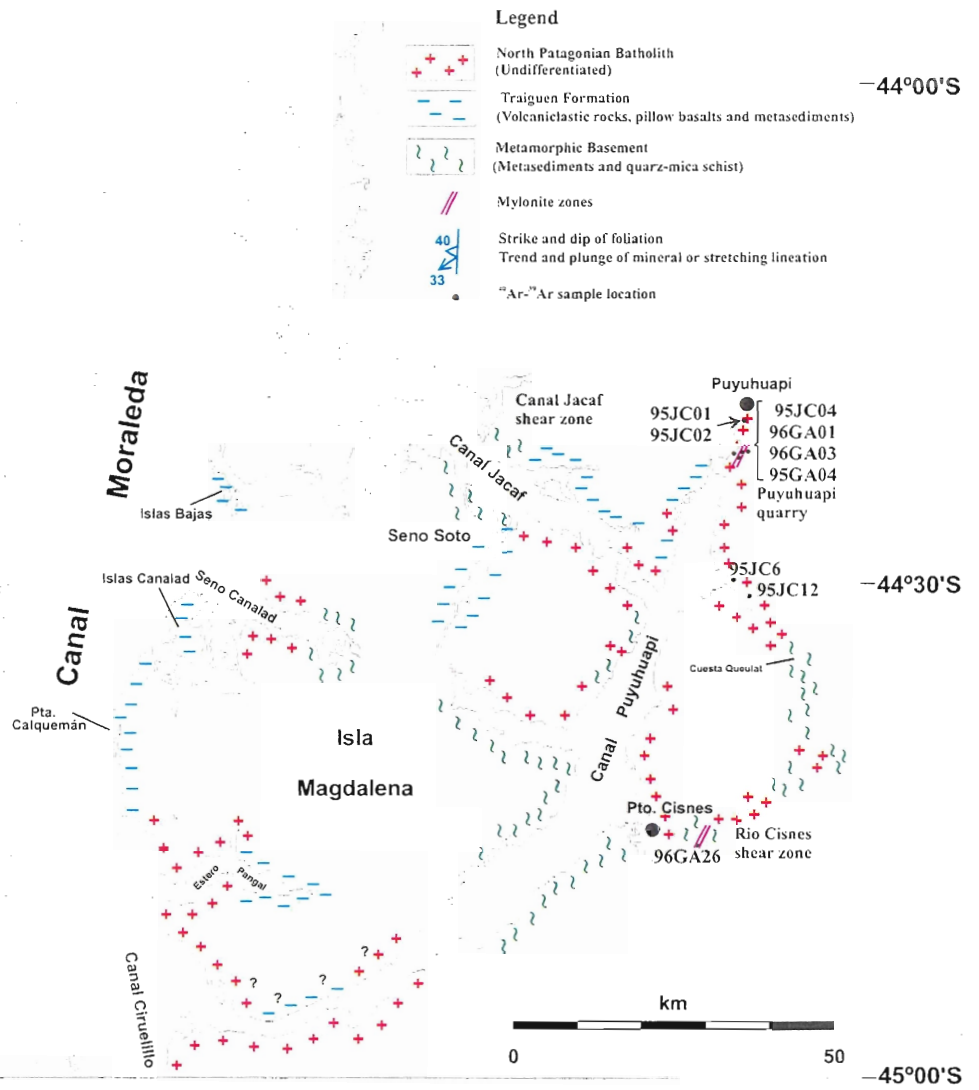 Legend
North Patagonian Batholith
(Undifferentiated)
Traiguen Formation
(Volcaniclastic rocks, pillow basalts and metasediments)
Metamorphic Basement
(Metasediments and quarz-mica schist)
Mylonite zones
40
33
Strike and dip of foliation
Trend and plunge of mineral or stretching lineation
Ar-Ar sample location
44°00'S
Puyuhuapi
95JC01
95JC02
95JC04
96GA01
96GA03
95GA04
Puyuhuapi
quarry
Canal Jacaf
shear zone
Canal Jacaf
Moraleda
Islas Bajas
Seno Soto
Islas Canalad
Seno Canalad
95JC6
95JC12
44°30'S
Canal
Cuesta Queulat
Canal Puyuhuapi
Pta.
Calquemán
Isla
Magdalena
Pto. Cisnes
96GA26
Rio Cisnes
shear zone
Estero Pangal
?
?
?
Canal Ciruelillo
km
0
50
45°00'S